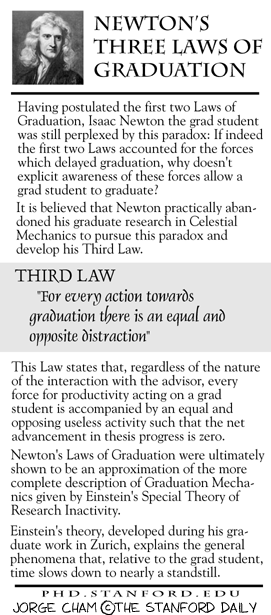 NEWTON'S
THREE LAWS OF
GRADUATION
Having postulated the first two Laws of
Graduation, Isaac Newton the grad student
was still perplexed by this paradox: If indeed
the first two Laws accounted for the forces
which delayed graduation, why doesn't
explicit awareness of these forces allow a
grad student to graduate?
It is believed that Newton practically aban-
doned his graduate research in Celestial
Mechanics to pursue this paradox and
develop his Third Law.
THIRD LAW
"For every action towards
graduation there is an equal and
opposite distraction"
This Law states that, regardless of the nature
of the interaction with the advisor, every
force for productivity acting on a grad
student is accompanied by an equal and
opposing useless activity such that the net
advancement in thesis progress is zero.
Newton's Laws of Graduation were ultimately
shown to be an approximation of the more
complete description of Graduation Mecha-
nics given by Einstein's Special Theory of
Research Inactivity.
Einstein's theory, developed during his gra-
duate work in Zurich, explains the general
phenomena that, relative to the grad student,
time slows down to nearly a standstill.
PHD.STANFORD.EDU
JORGE CHAM ©THE STANFORD DAILY